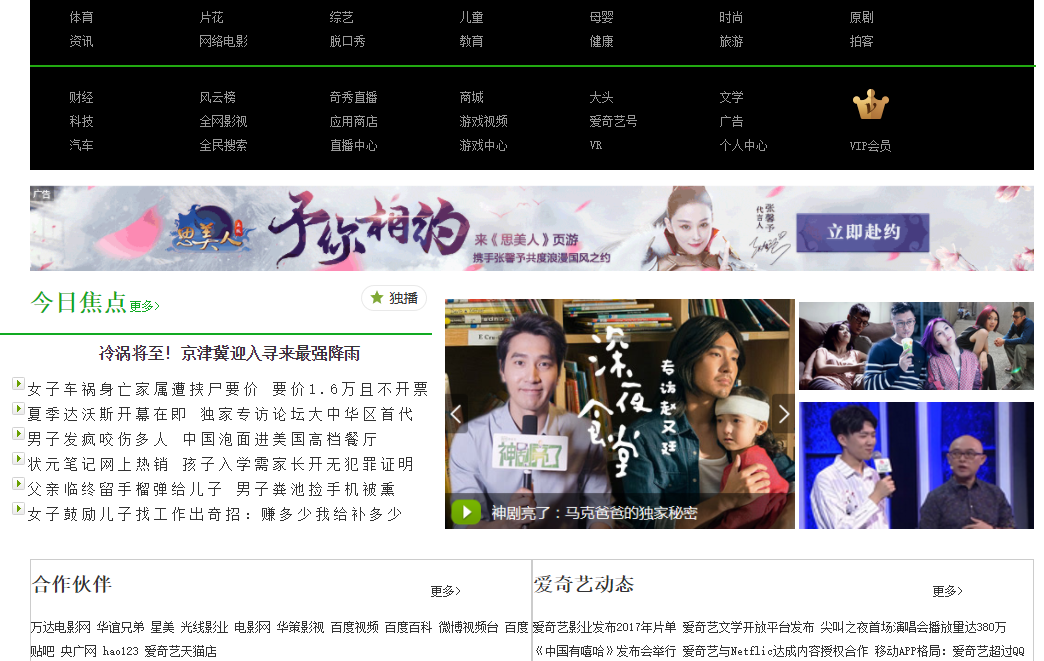 体育 片花 综艺 儿童 母婴 时尚 原剧
资讯 网络电影 脱口秀 教育 健康 旅游 拍客
财经 风云榜 奇秀直播 商城 大头 文学
科技 全网影视 应用商店 游戏视频 爱奇艺号 广告
汽车 全民搜索 直播中心 游戏中心 VR 个人中心 VIP会员
广告
思美人
予你相约
来《思美人》页游
携手张馨予共度浪漫国风之约
代言人 张馨予
立即赴约
今日焦点 更多>
独播
冷涡将至！京津冀迎入寻来最强降雨
女子车祸身亡家属遭挟尸要价 要价1.6万且不开票
夏季达沃斯开幕在即 独家专访论坛大中华区首代
男子发疯咬伤多人 中国泡面进美国高档餐厅
状元笔记网上热销 孩子入学需家长开无犯罪证明
父亲临终留手榴弹给儿子 男子粪池捡手机被熏
女子鼓励儿子找工作出奇招：赚多少我给补多少
深夜食堂
专访赵又廷
神剧亮了
神剧亮了：马克爸爸的独家秘密
合作伙伴 更多>
万达电影网 华谊兄弟 星美 光线影业 电影网 华策影视 百度视频 百度百科 微博视频台 百度
贴吧 央广网 hao123 爱奇艺天猫店
爱奇艺动态 更多>
爱奇艺影业发布2017年片单 爱奇艺文学开放平台发布 尖叫之夜首场演唱会播放里达380万
《中国有嘻哈》发布会举行 爱奇艺与Netflic达成内容授权合作 移动APP格局：爱奇艺超过QQ